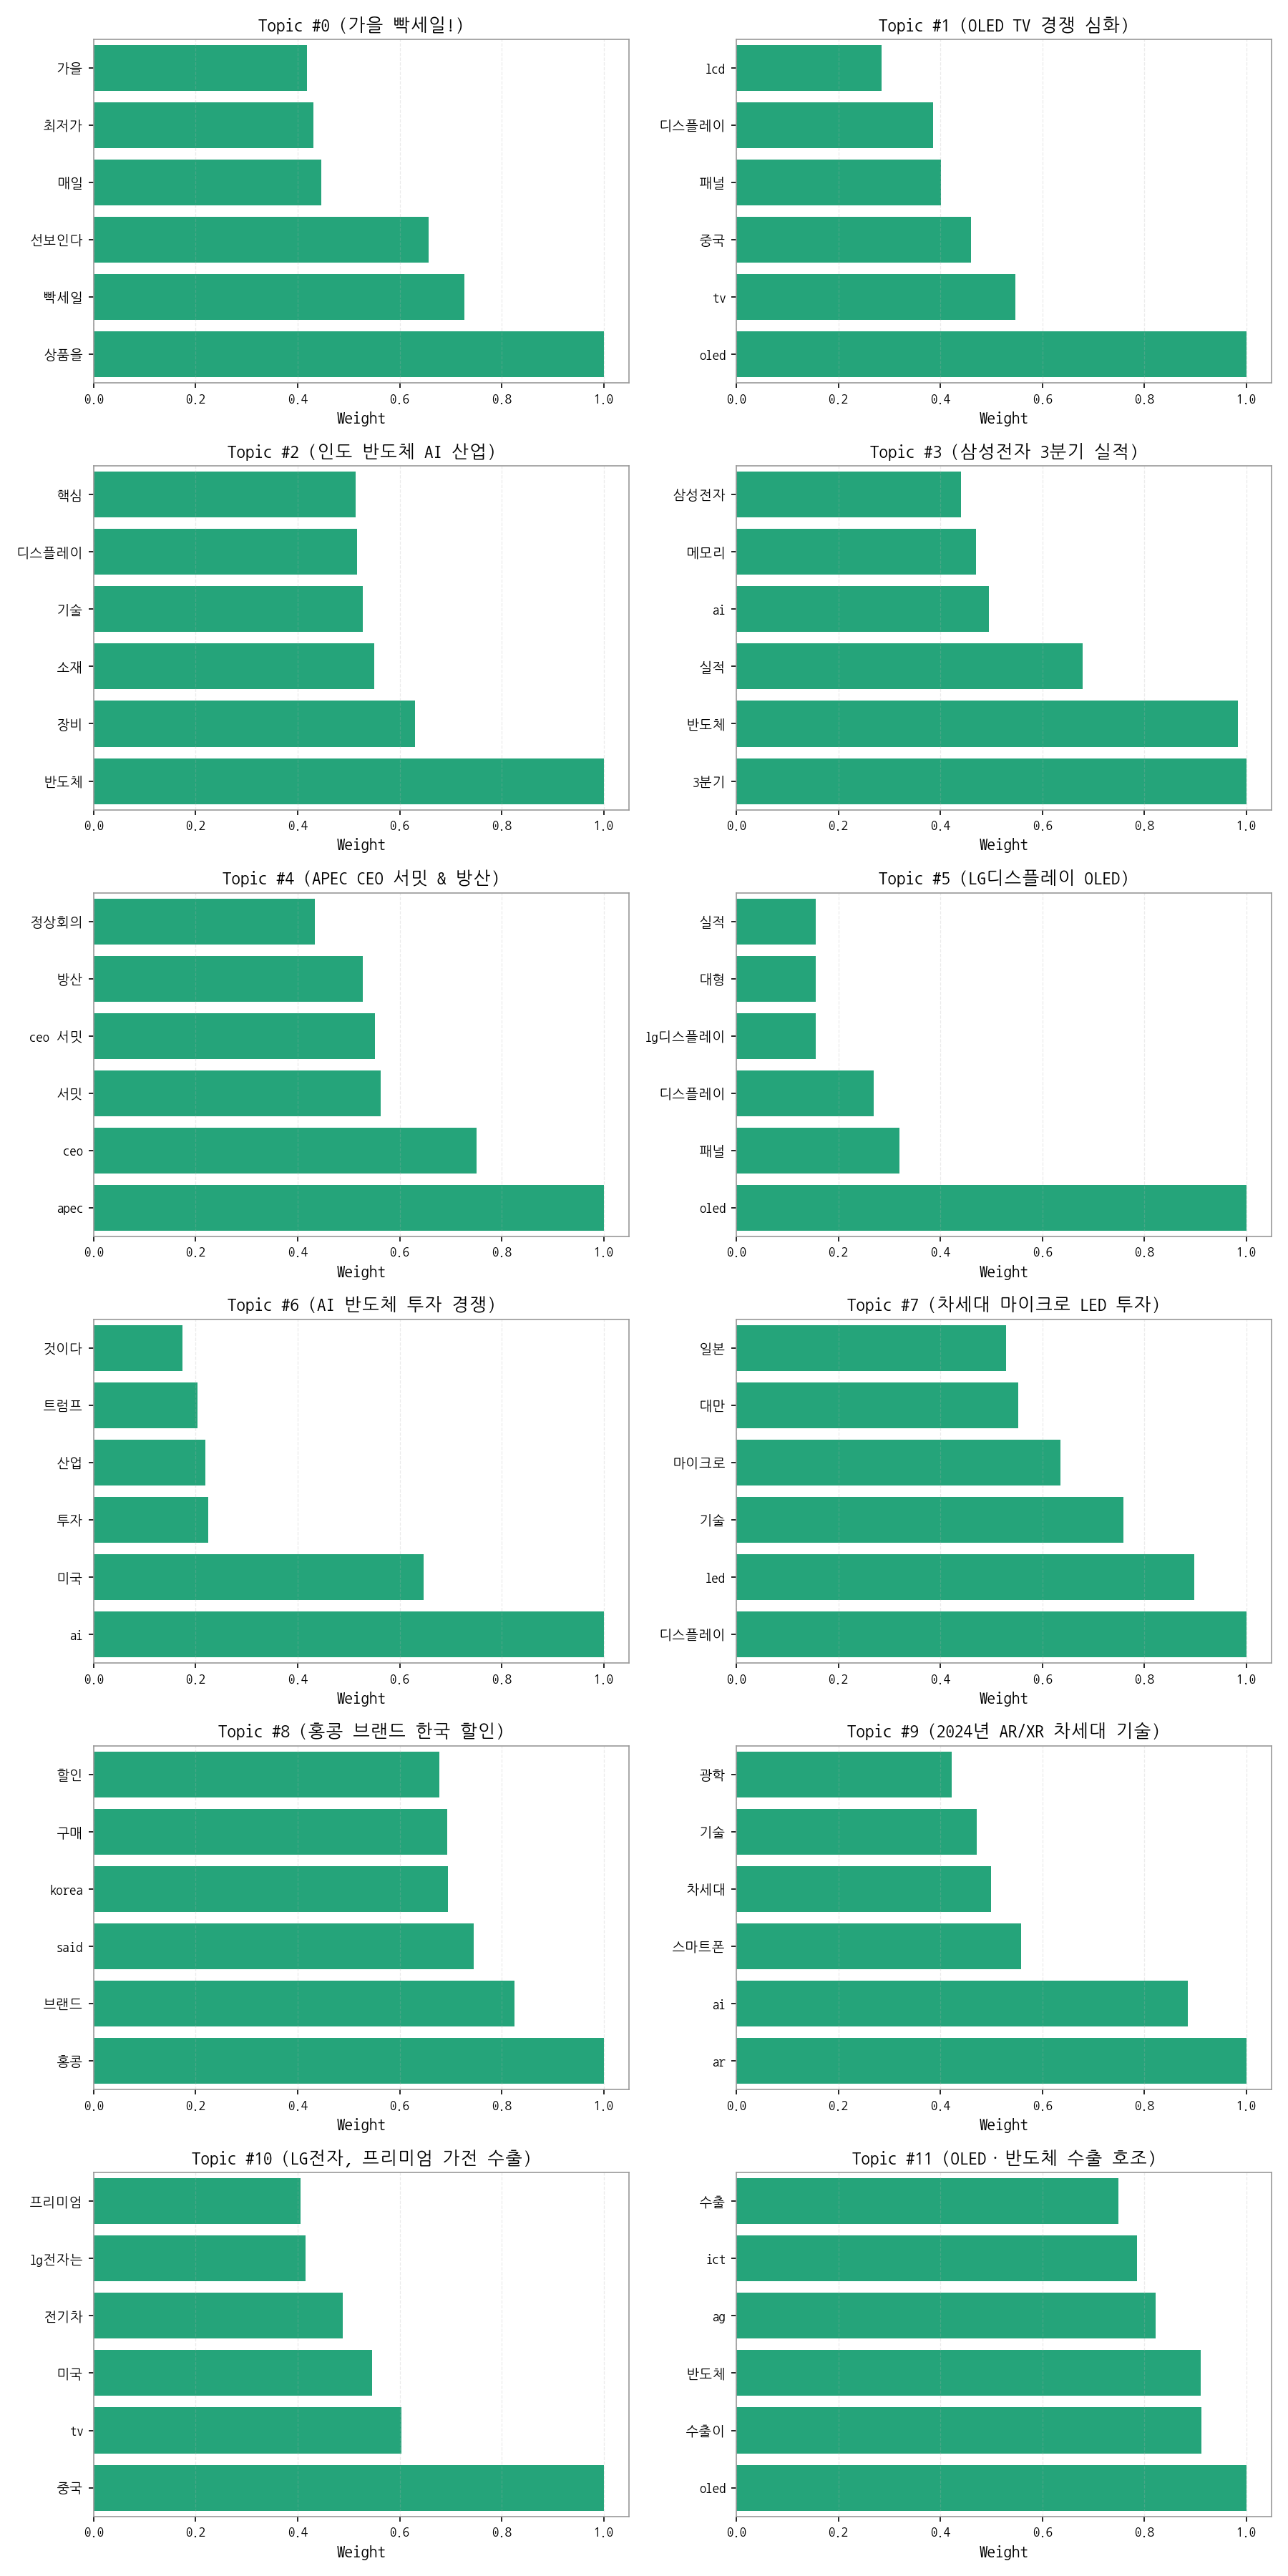 Topic #0 (가을 빡세일!)
가을
최저가
매일
선보인다
빡세일
상품을
0.0 0.2 0.4 0.6 0.8 1.0
Weight
Topic #1 (OLED TV 경쟁 심화)
lcd
디스플레이
패널
중국
tv
oled
0.0 0.2 0.4 0.6 0.8 1.0
Weight
Topic #2 (인도 반도체 AI 산업)
핵심
디스플레이
기술
소재
장비
반도체
0.0 0.2 0.4 0.6 0.8 1.0
Weight
Topic #3 (삼성전자 3분기 실적)
삼성전자
메모리
ai
실적
반도체
3분기
0.0 0.2 0.4 0.6 0.8 1.0
Weight
Topic #4 (APEC CEO 서밋 & 방산)
정상회의
방산
ceo 서밋
서밋
ceo
apec
0.0 0.2 0.4 0.6 0.8 1.0
Weight
Topic #5 (LG디스플레이 OLED)
실적
대형
lg디스플레이
디스플레이
패널
oled
0.0 0.2 0.4 0.6 0.8 1.0
Weight
Topic #6 (AI 반도체 투자 경쟁)
것이다
트럼프
산업
투자
미국
ai
0.0 0.2 0.4 0.6 0.8 1.0
Weight
Topic #7 (차세대 마이크로 LED 투자)
일본
대만
마이크로
기술
led
디스플레이
0.0 0.2 0.4 0.6 0.8 1.0
Weight
Topic #8 (홍콩 브랜드 한국 할인)
할인
구매
korea
said
브랜드
홍콩
0.0 0.2 0.4 0.6 0.8 1.0
Weight
Topic #9 (2024년 AR/XR 차세대 기술)
광학
기술
차세대
스마트폰
ai
ar
0.0 0.2 0.4 0.6 0.8 1.0
Weight
Topic #10 (LG전자, 프리미엄 가전 수출)
프리미엄
lg전자는
전기차
미국
tv
중국
0.0 0.2 0.4 0.6 0.8 1.0
Weight
Topic #11 (OLED·반도체 수출 호조)
수출
ict
ag
반도체
수출이
oled
0.0 0.2 0.4 0.6 0.8 1.0
Weight